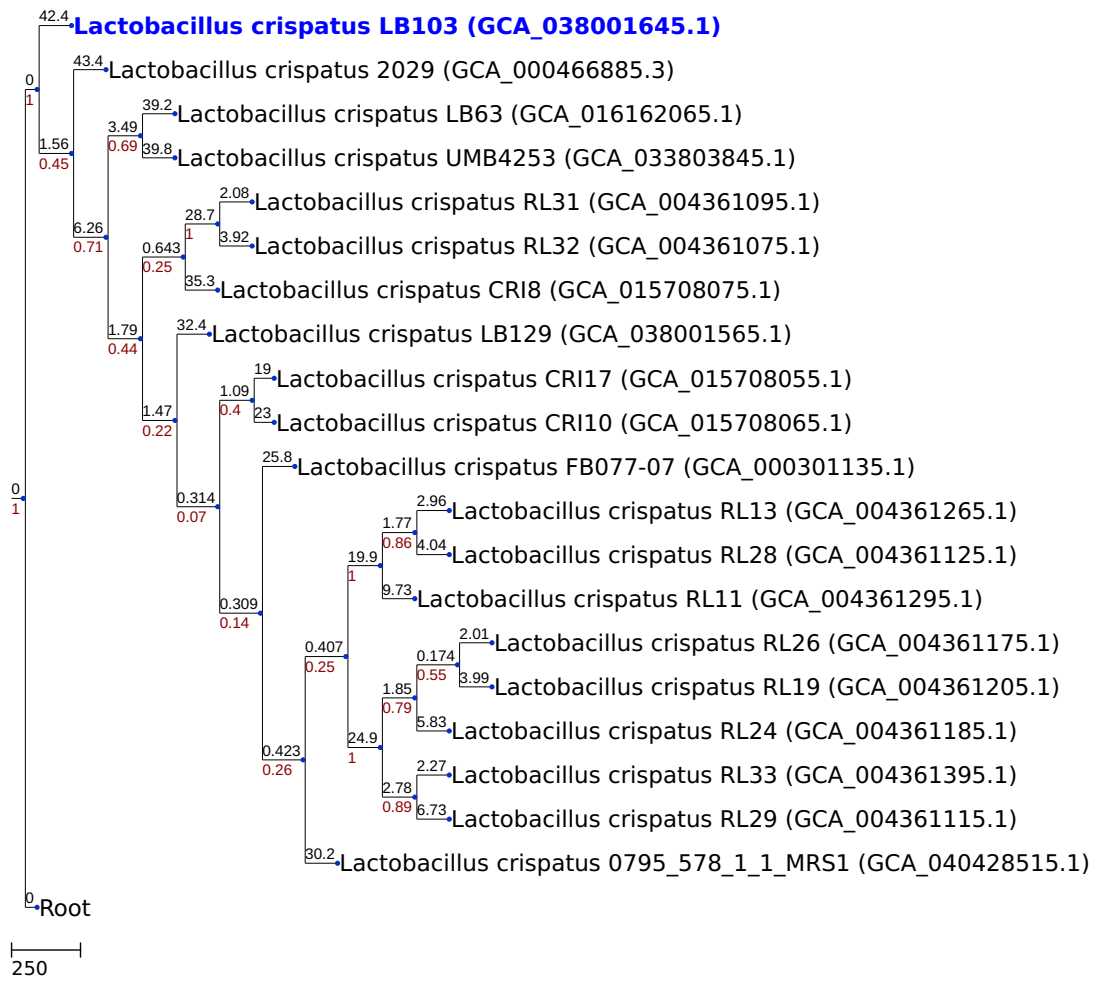 42.4
Lactobacillus crispatus LB103 (GCA_038001645.1)
43.4
Lactobacillus crispatus 2029 (GCA_000466885.3)
0
1
39.2
Lactobacillus crispatus LB63 (GCA_016162065.1)
3.49
0.69
1.56
0.45
39.8
Lactobacillus crispatus UMB4253 (GCA_033803845.1)
2.08
Lactobacillus crispatus RL31 (GCA_004361095.1)
28.7
1
6.26
0.71
3.92
Lactobacillus crispatus RL32 (GCA_004361075.1)
0.643
0.25
35.3
Lactobacillus crispatus CRI8 (GCA_015708075.1)
1.79
0.44
32.4
Lactobacillus crispatus LB129 (GCA_038001565.1)
19
Lactobacillus crispatus CRI17 (GCA_015708055.1)
1.09
0.4
1.47
0.22
23
Lactobacillus crispatus CRI10 (GCA_015708065.1)
25.8
Lactobacillus crispatus FB077-07 (GCA_000301135.1)
0
1
0.314
0.07
2.96
Lactobacillus crispatus RL13 (GCA_004361265.1)
1.77
0.86
4.04
Lactobacillus crispatus RL28 (GCA_004361125.1)
19.9
1
9.73
Lactobacillus crispatus RL11 (GCA_004361295.1)
0.309
0.14
2.01
Lactobacillus crispatus RL26 (GCA_004361175.1)
0.407
0.25
0.174
0.55
3.99
Lactobacillus crispatus RL19 (GCA_004361205.1)
1.85
0.79
5.83
Lactobacillus crispatus RL24 (GCA_004361185.1)
24.9
1
0.423
0.26
2.27
Lactobacillus crispatus RL33 (GCA_004361395.1)
2.78
0.89
6.73
Lactobacillus crispatus RL29 (GCA_004361115.1)
30.2
Lactobacillus crispatus 0795_578_1_1_MRS1 (GCA_040428515.1)
0
Root
250